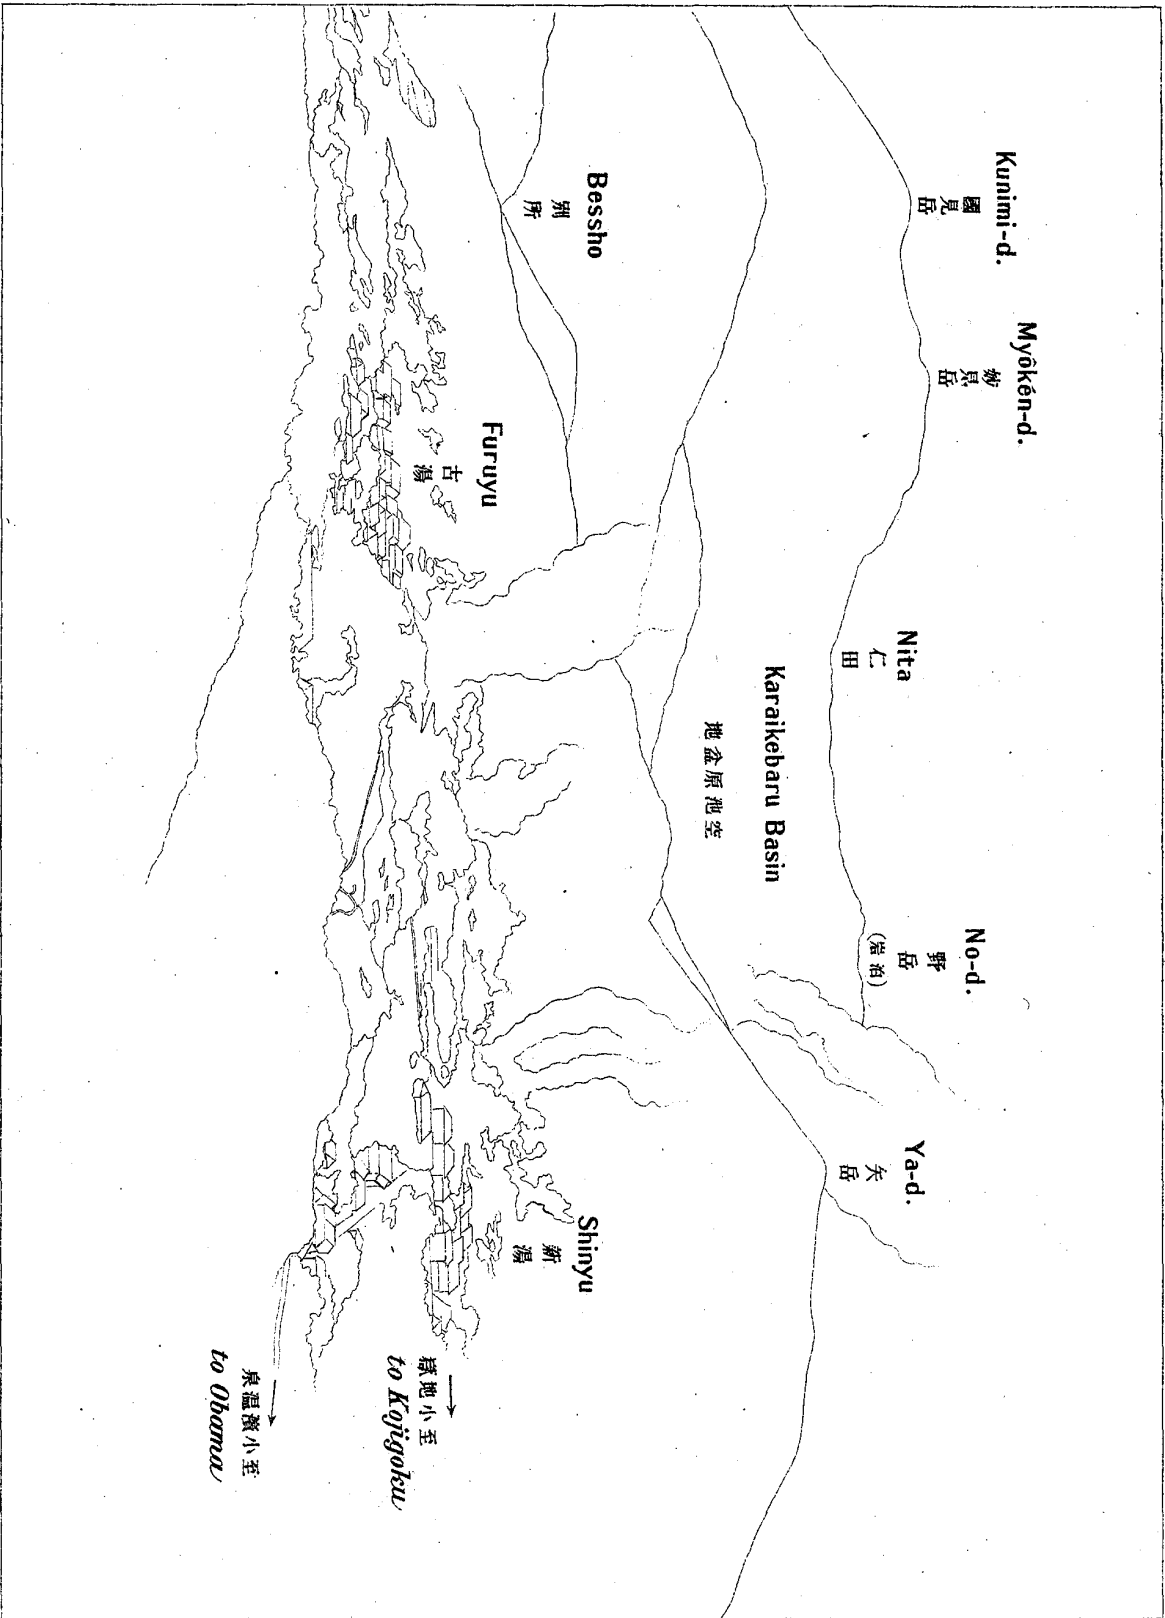 Kunimi-d.
國見岳
Myôkén-d.
妙見岳
Nita
仁田
No-d.
野岳
(岩泊)
Ya-d.
矢岳
Karaikebaru Basin
地盆原池空
Bessho
別所
Furuyu
古湯
Shinyu
新湯
嶽地小至
to Kojigoku
泉温濱小至
to Obama